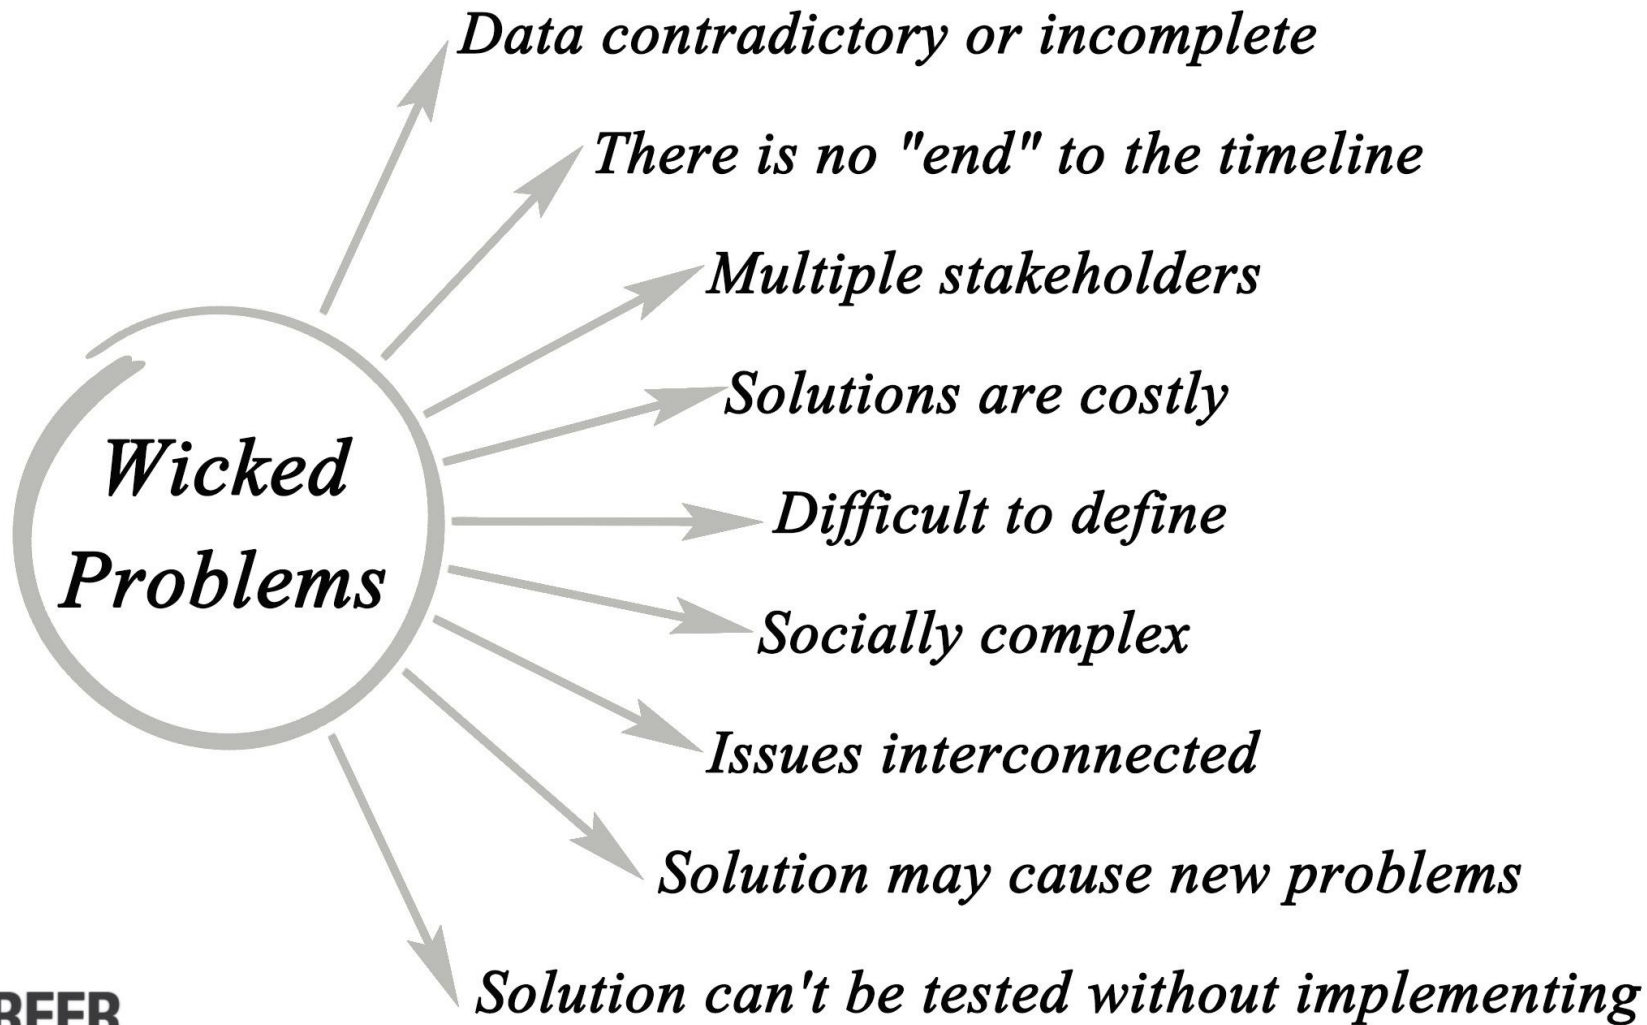 Data contradictory or incomplete
There is no "end" to the timeline
Multiple stakeholders
Solutions are costly
Wicked
Problems
Difficult to define
Socially complex
Issues interconnected
Solution may cause new problems
Solution can't be tested without implementing